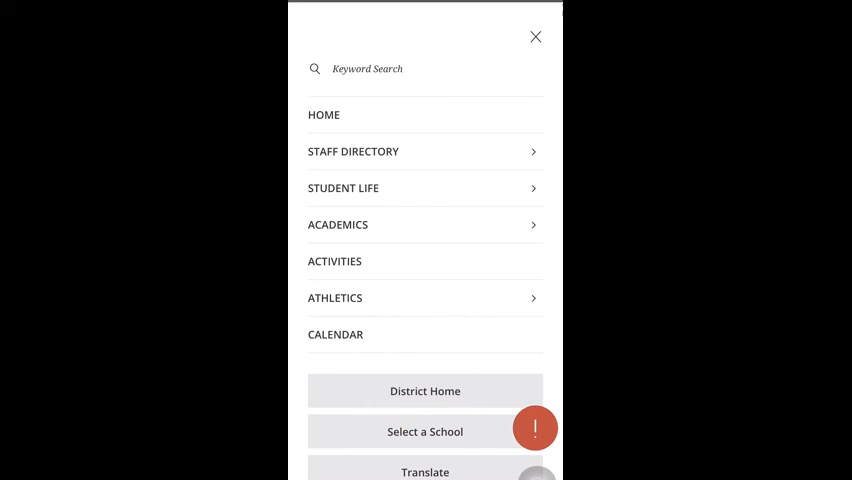 Keyword Search
HOME
STAFF DIRECTORY
STUDENT LIFE
ACADEMICS
ACTIVITIES
ATHLETICS
CALENDAR
District Home
Select a School
!
Translate